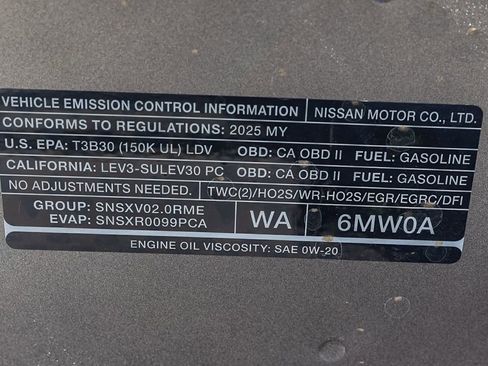 VEHICLE EMISSION CONTROL INFORMATION NISSAN MOTOR CO., LTD.
CONFORMS TO REGULATIONS: 2025 MY
U.S. EPA: T3B30 (150K UL) LDV OBD: CA OBD II FUEL: GASOLINE
CALIFORNIA: LEV3-SULEV30 PC OBD: CA OBD II FUEL: GASOLINE
NO ADJUSTMENTS NEEDED. TWC(2)/HO2S/WR-HO2S/EGR/EGRC/DFI
GROUP: SNSXV02.0RME WA 6MW0A
EVAP: SNSXR0099PCA
ENGINE OIL VISCOSITY: SAE 0W-20